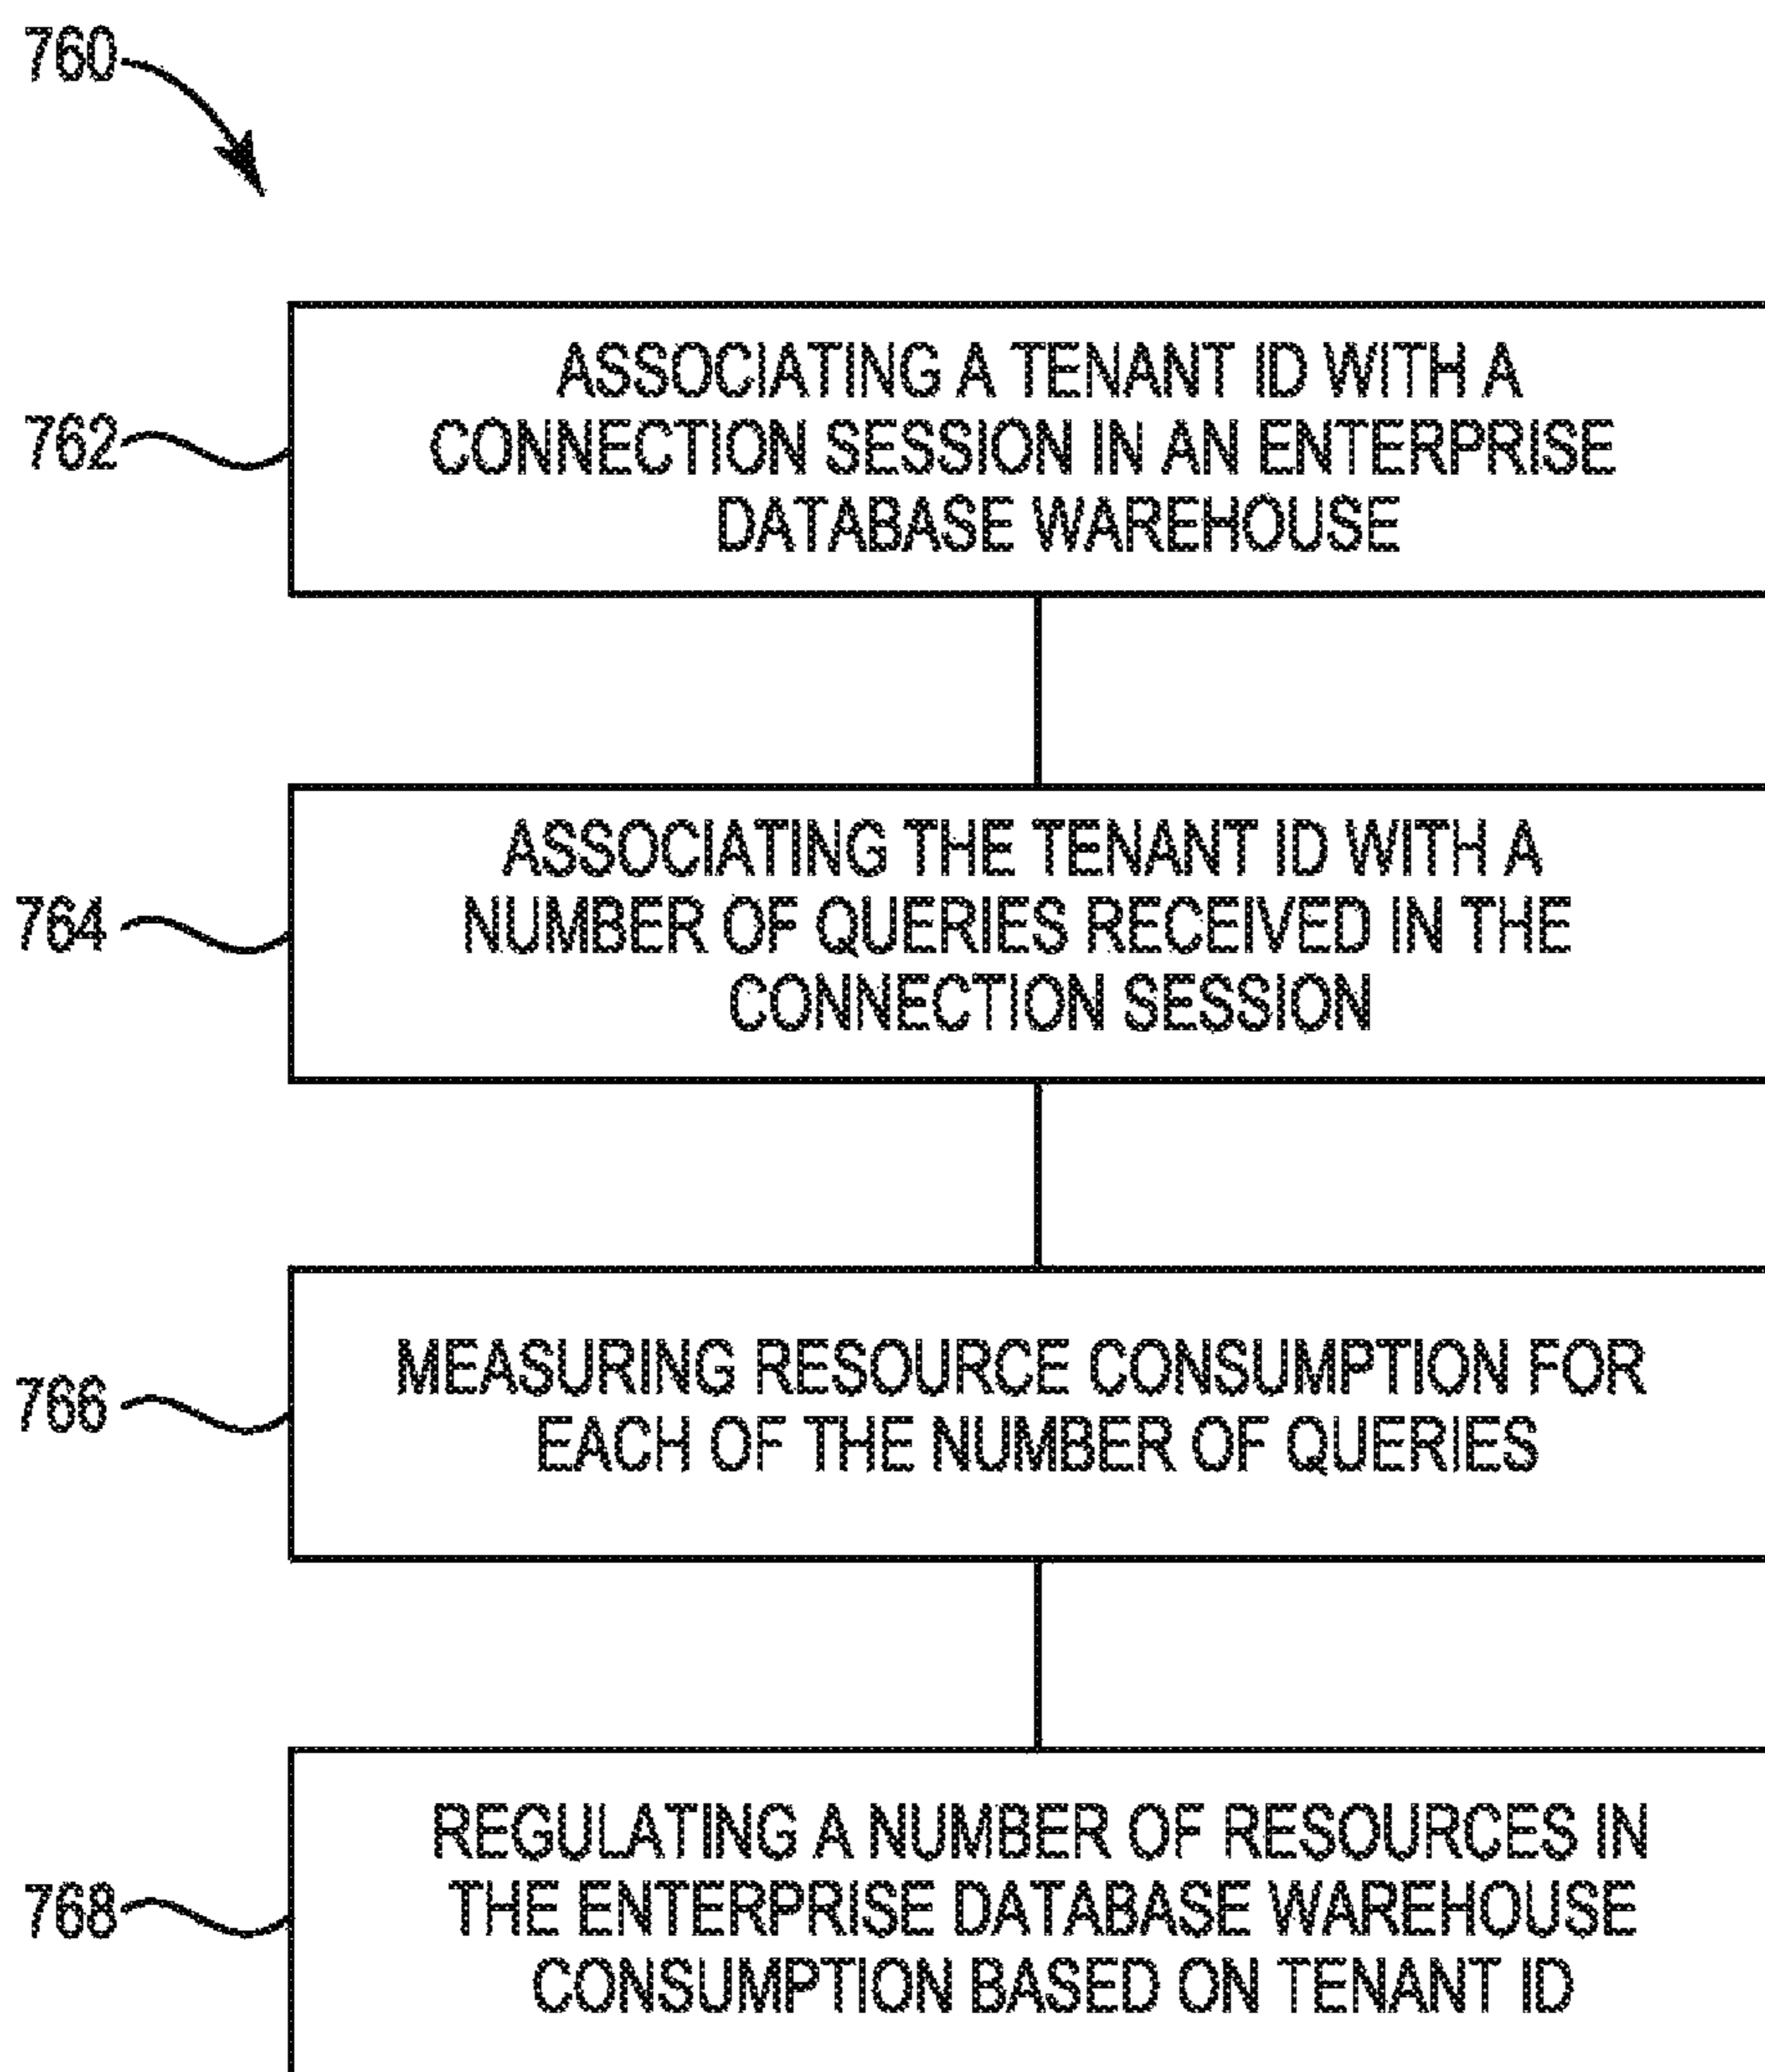 760
ASSOCIATING A TENANT ID WITH A
762
CONNECTION SESSION IN AN ENTERPRISE
DATABASE WAREHOUSE
ASSOCIATING THE TENANT ID WITH A
764
NUMBER OF QUERIES RECEIVED IN THE
CONNECTION SESSION
MEASURING RESOURCE CONSUMPTION FOR
766
EACH OF THE NUMBER OF QUERIES
REGULATING A NUMBER OF RESOURCES IN
768
THE ENTERPRISE DATABASE WAREHOUSE
CONSUMPTION BASED ON TENANT ID